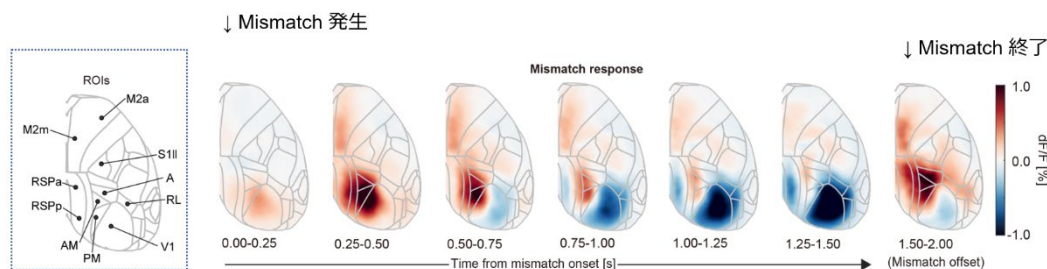 ↓ Mismatch 発生
↓ Mismatch 終了
Mismatch response
ROIs
M2a
M2m
S1ll
RSPa
A
RSPp
RL
AM
PM
V1
1.0
0.0
-1.0
dF/F [%]
0.00-0.25
0.25-0.50
0.50-0.75
0.75-1.00
1.00-1.25
1.25-1.50
1.50-2.00
Time from mismatch onset [s]
(Mismatch offset)